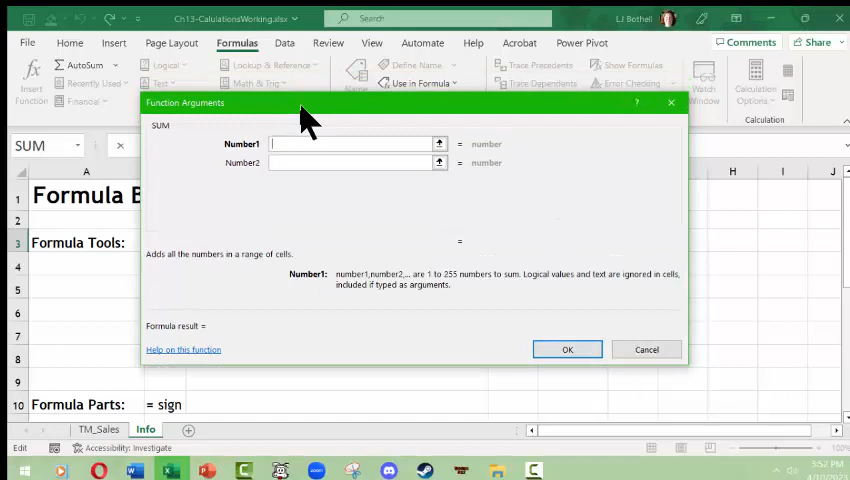 Ch13-CalulationsWorking.xlsx
Search
LJ Bothell
File Home Insert Page Layout Formulas Data Review View Automate Help Acrobat Power Pivot Comments Share
AutoSum Logical Lookup & Reference Define Name Trace Precedents Show Formulas
Insert Function Recently Used Text Math & Trig Use in Formula Trace Dependents Error Checking Watch Window Calculation Options
Financial
Calculation
Function Arguments
? ×
SUM
SUM
Number1 = number
Number2 = number
=
Adds all the numbers in a range of cells.
Number1: number1,number2,... are 1 to 255 numbers to sum. Logical values and text are ignored in cells,
included if typed as arguments.
Formula result =
Help on this function
OK Cancel
A H I J
1 Formula B
2
3 Formula Tools:
4
5
6
7
8
9
10 Formula Parts: = sign
TM_Sales Info
Edit Accessibility: Investigate 100%
3:52 PM
4/10/2023